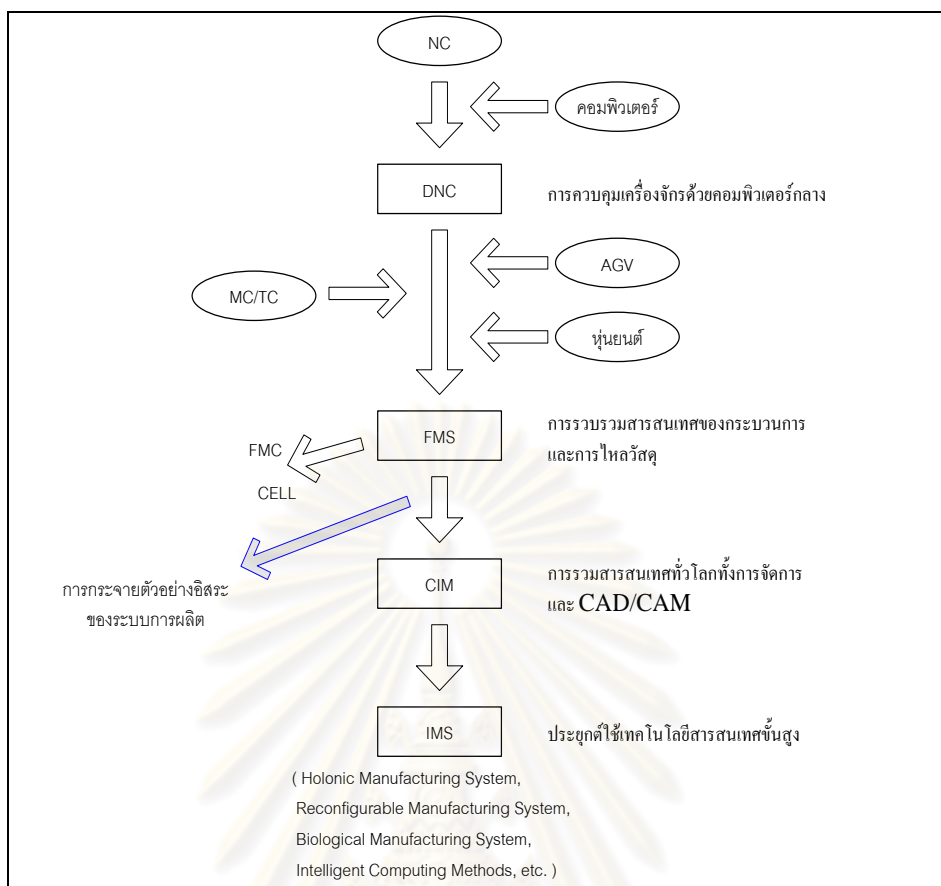 NC
คอมพิวเตอร์
DNC
การควบคุมเครื่องจักรด้วยคอมพิวเตอร์กลาง
AGV
MC/TC
หุ่นยนต์
FMS
การรวบรวมสารสนเทศของกระบวนการ
และการไหลวัสดุ
FMC
CELL
CIM
การรวมสารสนเทศทั่วโลกทั้งการจัดการ
และ CAD/CAM
การกระจายตัวอย่างอิสระ
ของระบบการผลิต
IMS
ประยุกต์ใช้เทคโนโลยีสารสนเทศขั้นสูง
( Holonic Manufacturing System,
Reconfigurable Manufacturing System,
Biological Manufacturing System,
Intelligent Computing Methods, etc. )